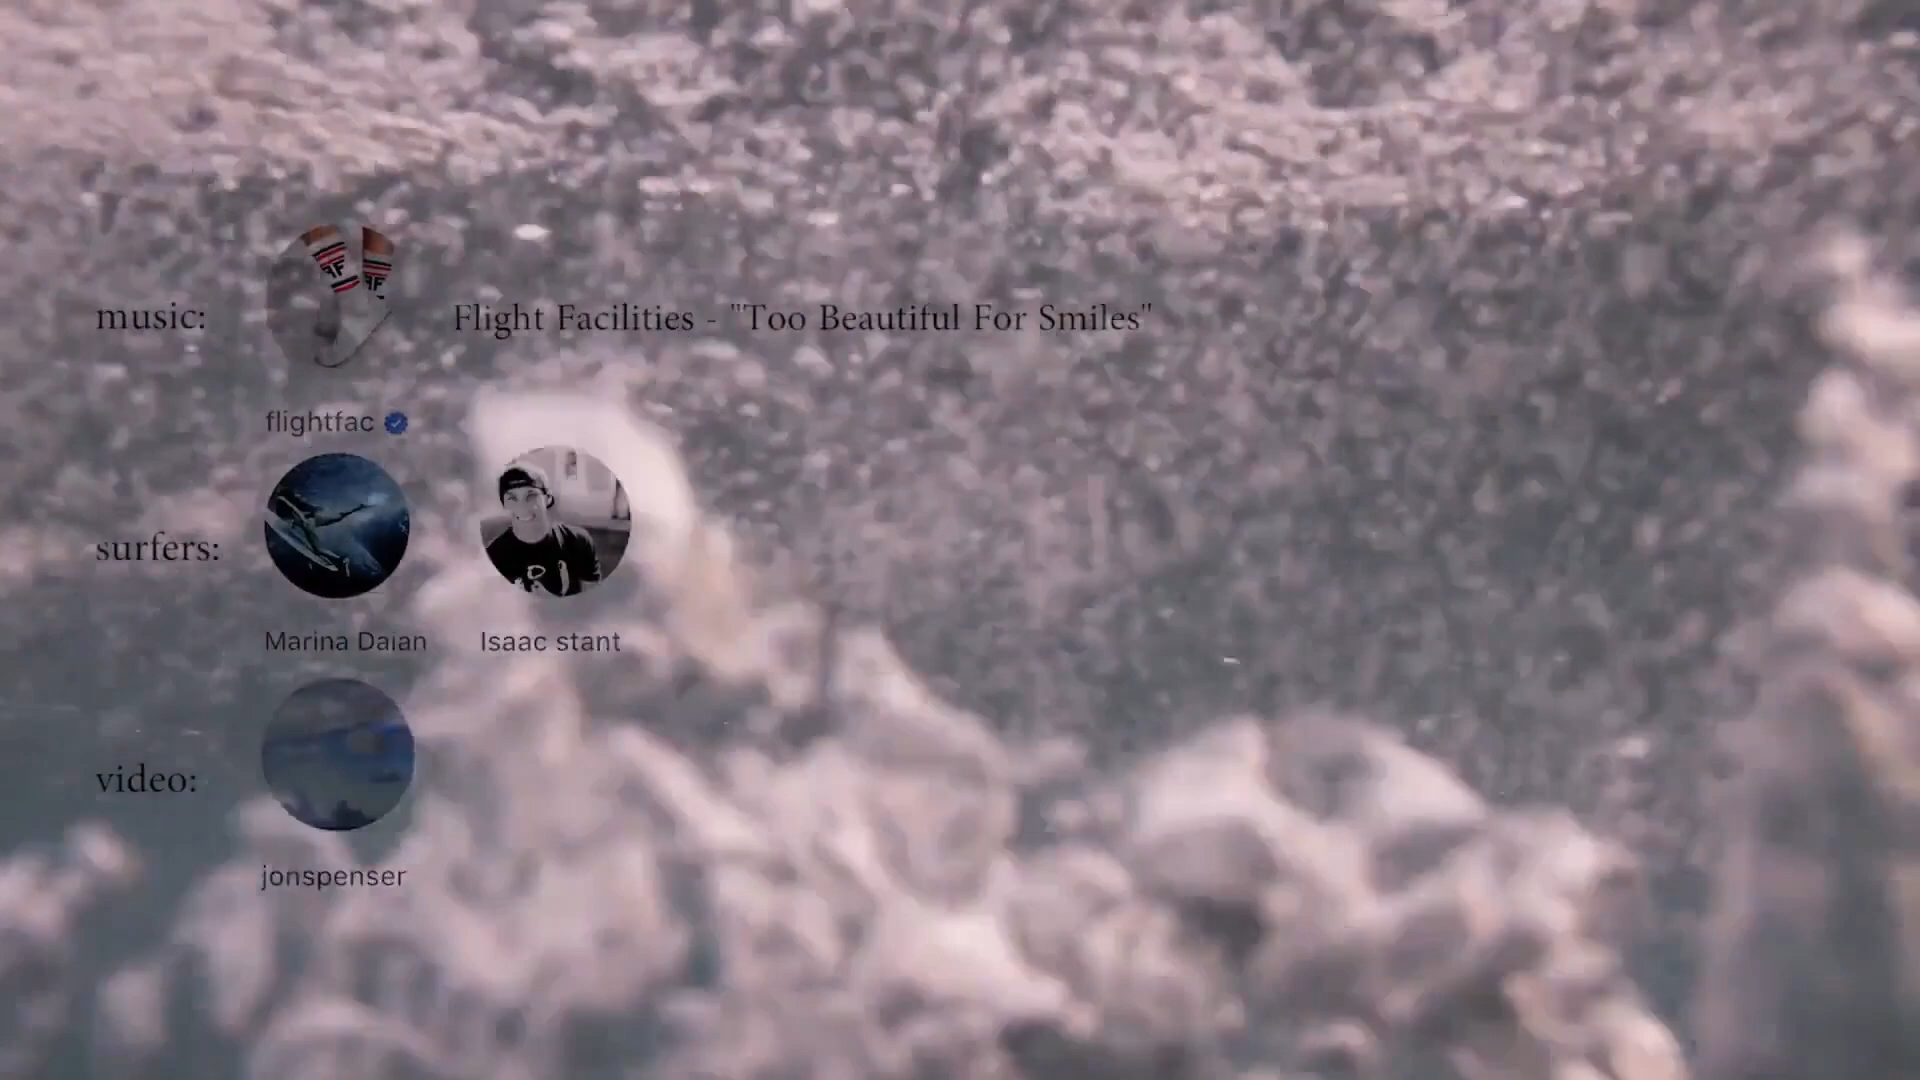 music:
Flight Facilities - "Too Beautiful For Smiles"
flightfac
surfers:
Marina Daian
Isaac stant
video:
jonspenser